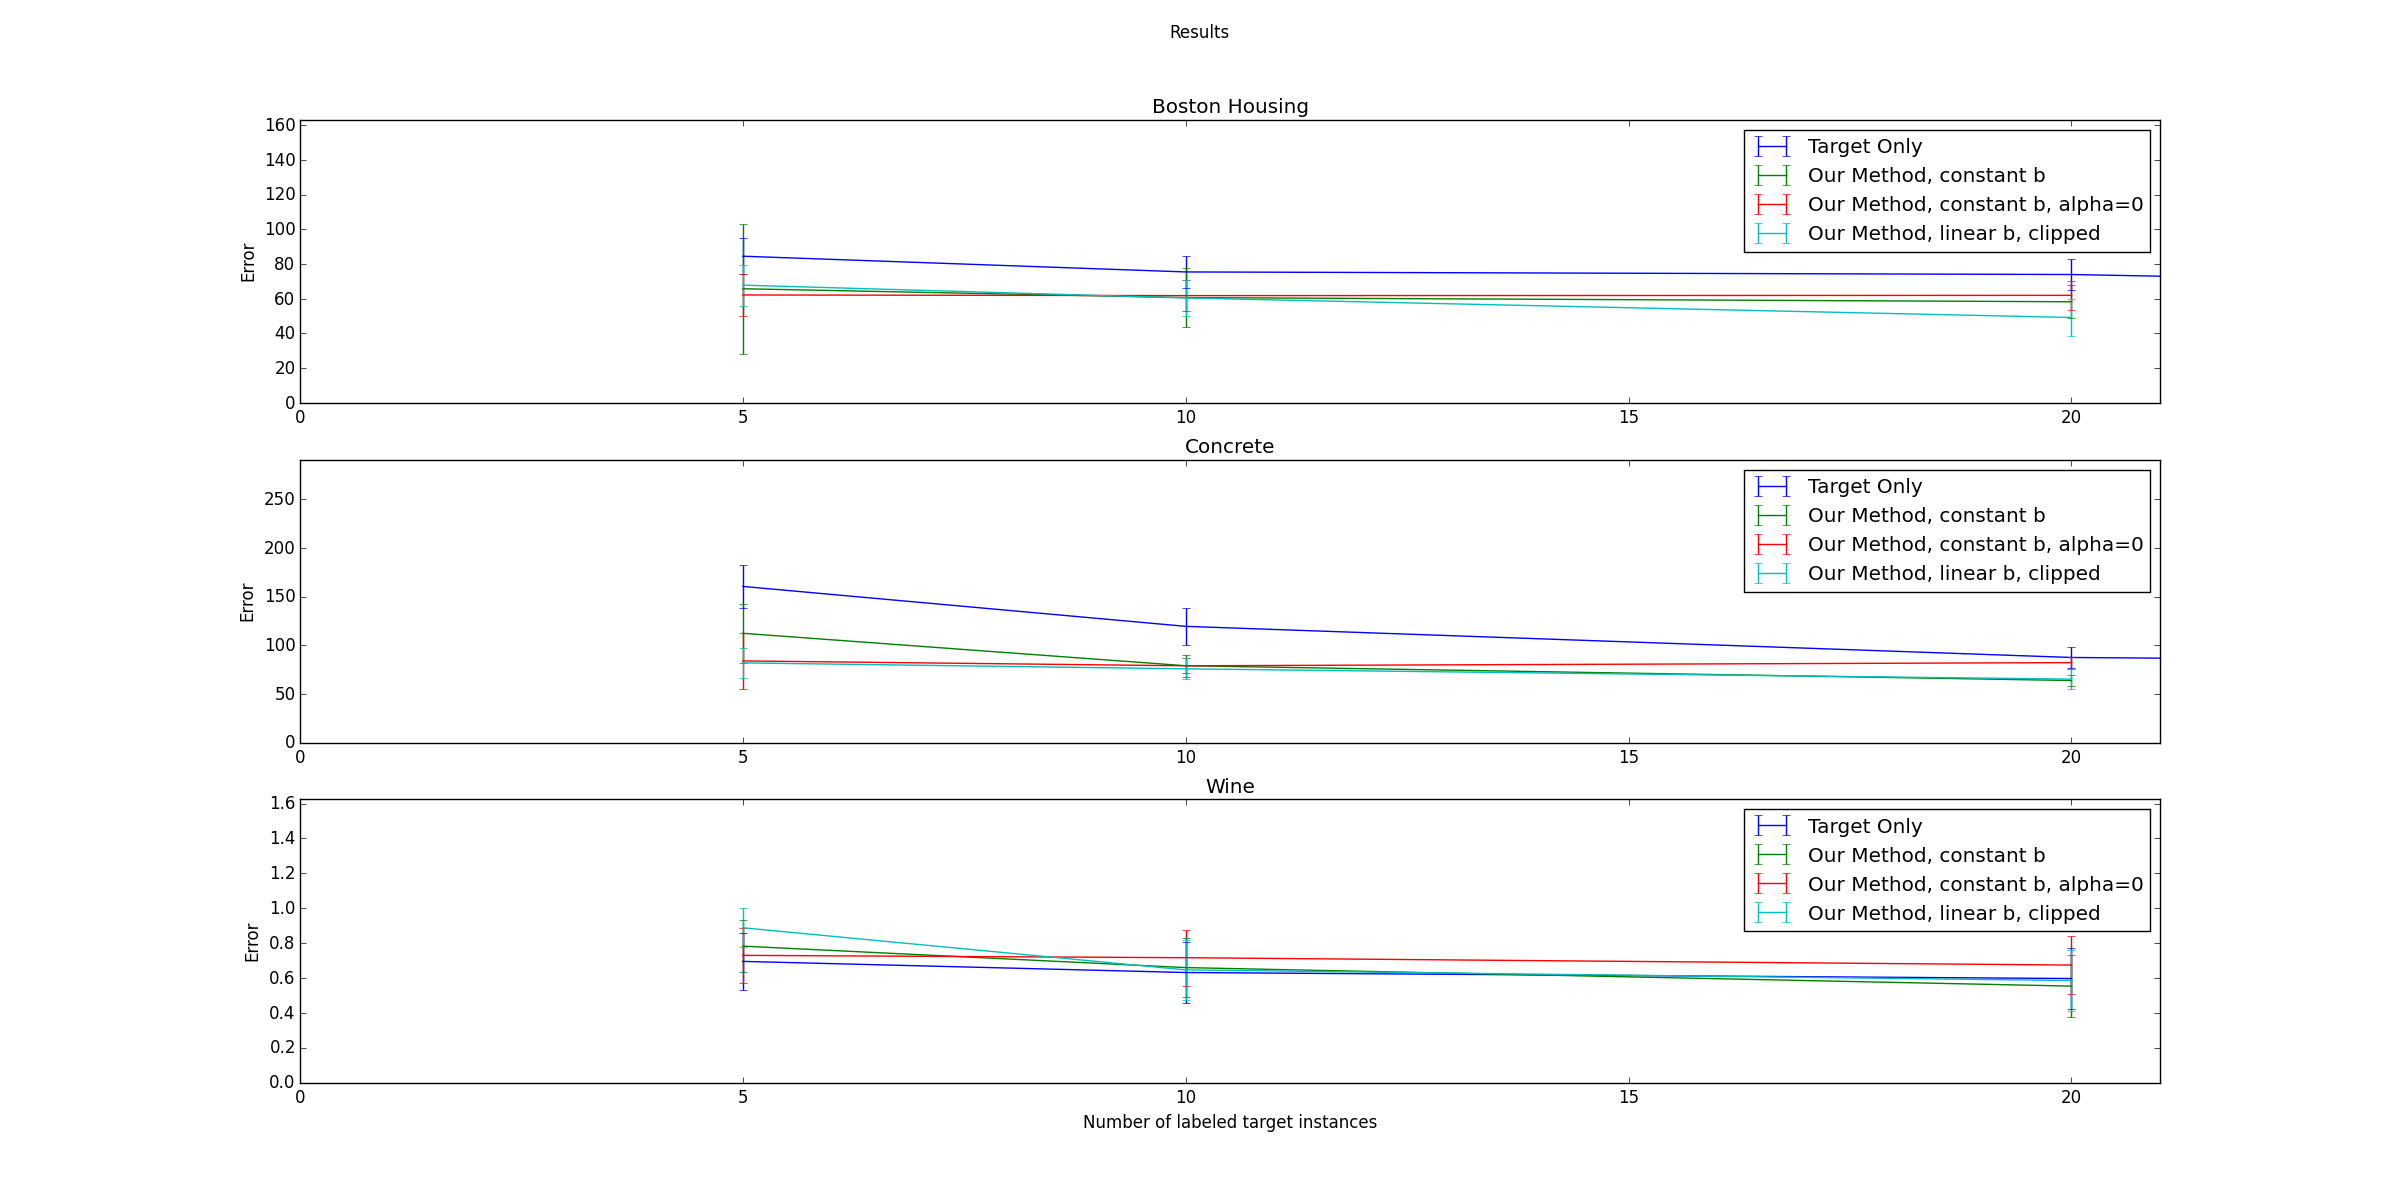 Results
Boston Housing
160
140
120
100
80
60
40
20
0
Error
Target Only
Our Method, constant b
Our Method, constant b, alpha=0
Our Method, linear b, clipped
0 5 10 15 20
Concrete
250
200
150
100
50
0
Error
Target Only
Our Method, constant b
Our Method, constant b, alpha=0
Our Method, linear b, clipped
0 5 10 15 20
Wine
1.6
1.4
1.2
1.0
0.8
0.6
0.4
0.2
0.0
Error
Target Only
Our Method, constant b
Our Method, constant b, alpha=0
Our Method, linear b, clipped
0 5 10 15 20
Number of labeled target instances